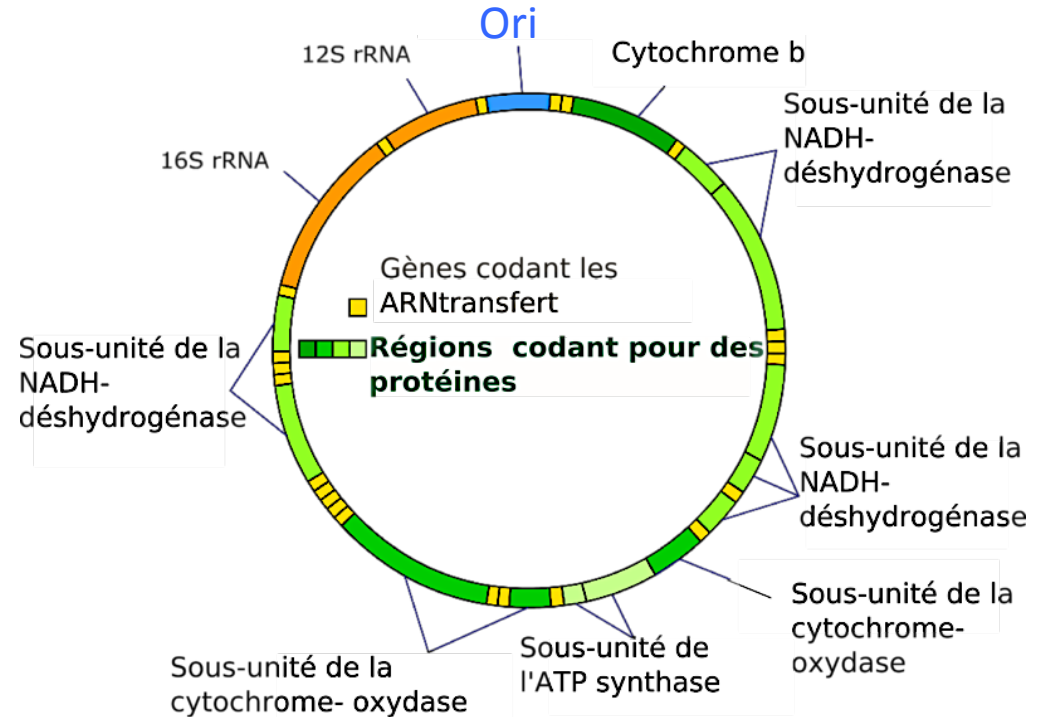 Ori
12S rRNA
Cytochrome b
Sous-unité de la
NADH-
déshydrogénase
16S rRNA
Gènes codant les
ARNtransfert
Régions codant pour des
protéines
Sous-unité de la
NADH-
déshydrogénase
Sous-unité de la
NADH-
déshydrogénase
Sous-unité de la
cytochrome-
oxydase
Sous-unité de
l'ATP synthase
Sous-unité de la
cytochrome- oxydase